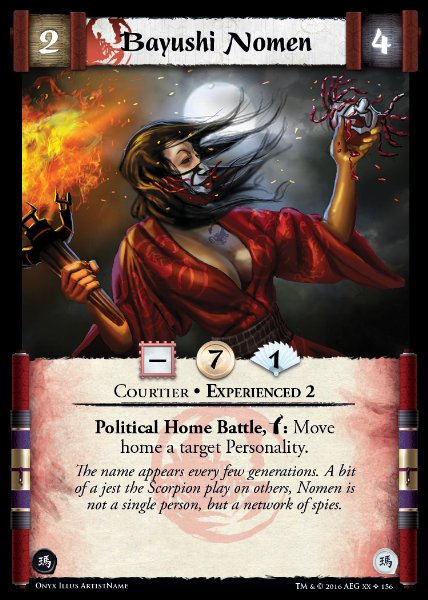 2 Bayushi Nomen 4
– 7 1
Courtier • Experienced 2
Political Home Battle, : Move
home a target Personality.
The name appears every few generations. A bit
of a jest the Scorpion play on others, Nomen is
not a single person, but a network of spies.
瑪 瑪
Onyx Illus ArtistName TM & © 2016 AEG XX ❖ 156